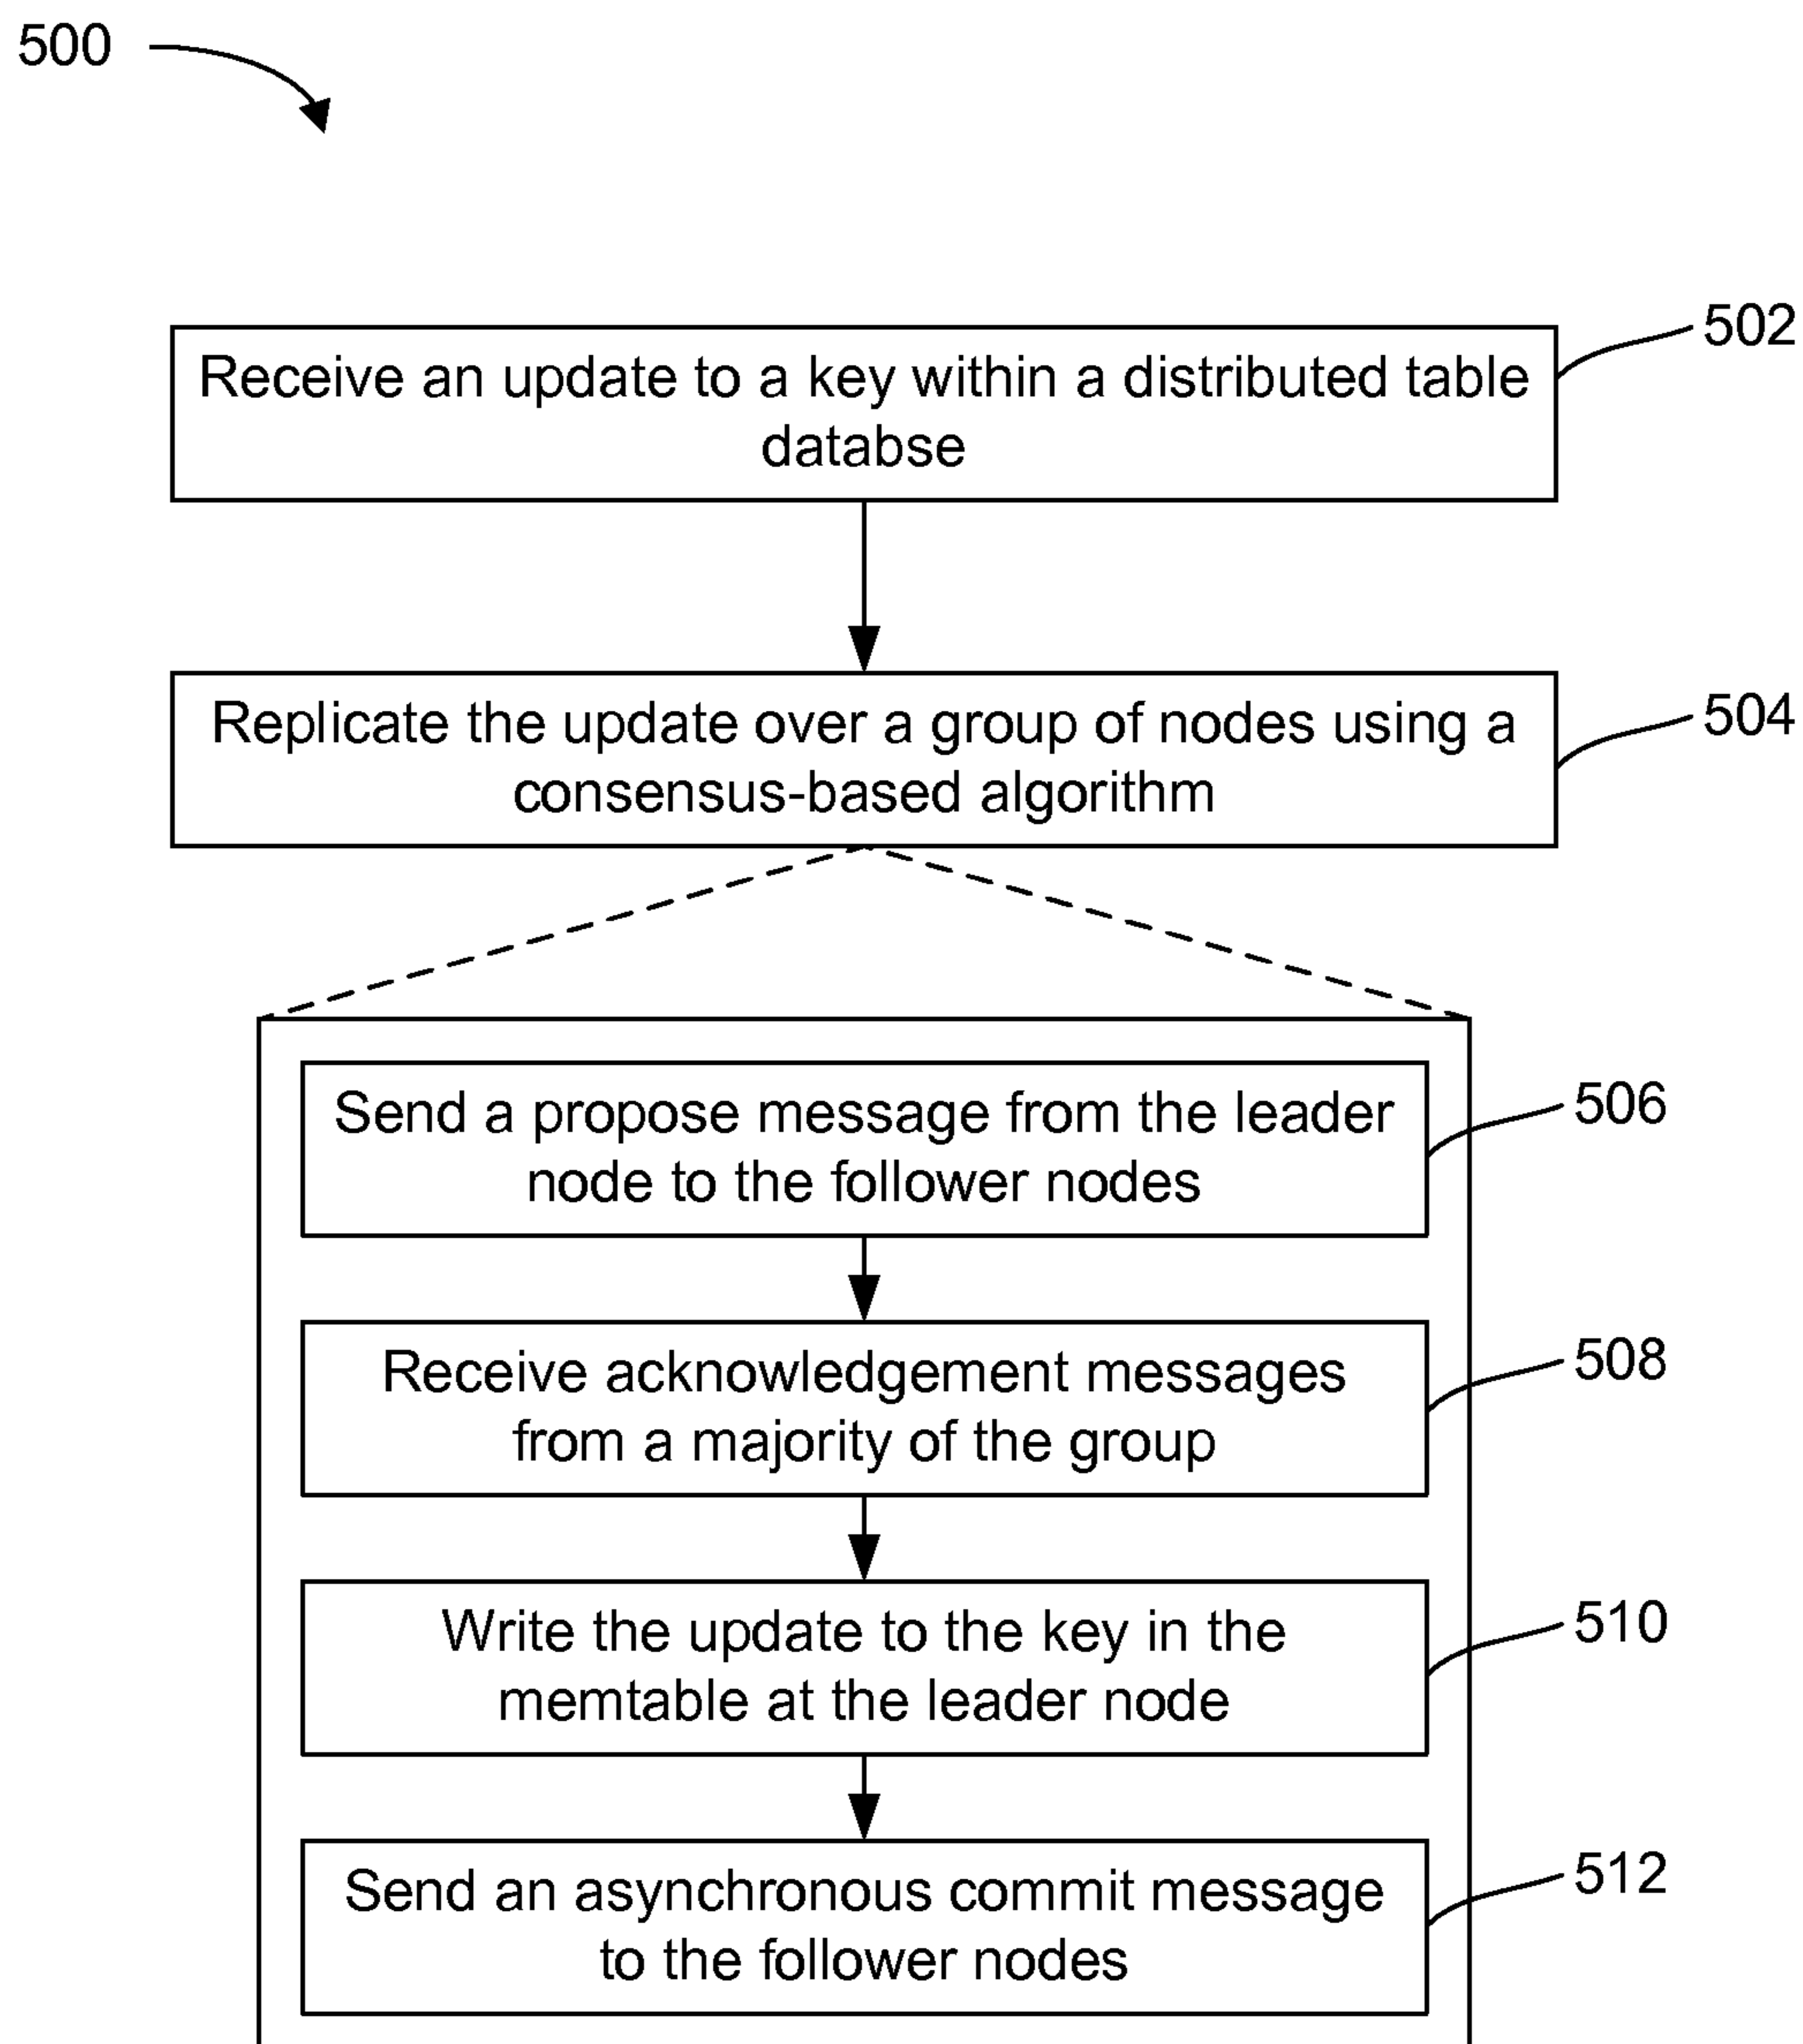 500
502
Receive an update to a key within a distributed table
databse
504
Replicate the update over a group of nodes using a
consensus-based algorithm
506
Send a propose message from the leader
node to the follower nodes
508
Receive acknowledgement messages
from a majority of the group
510
Write the update to the key in the
memtable at the leader node
512
Send an asynchronous commit message
to the follower nodes